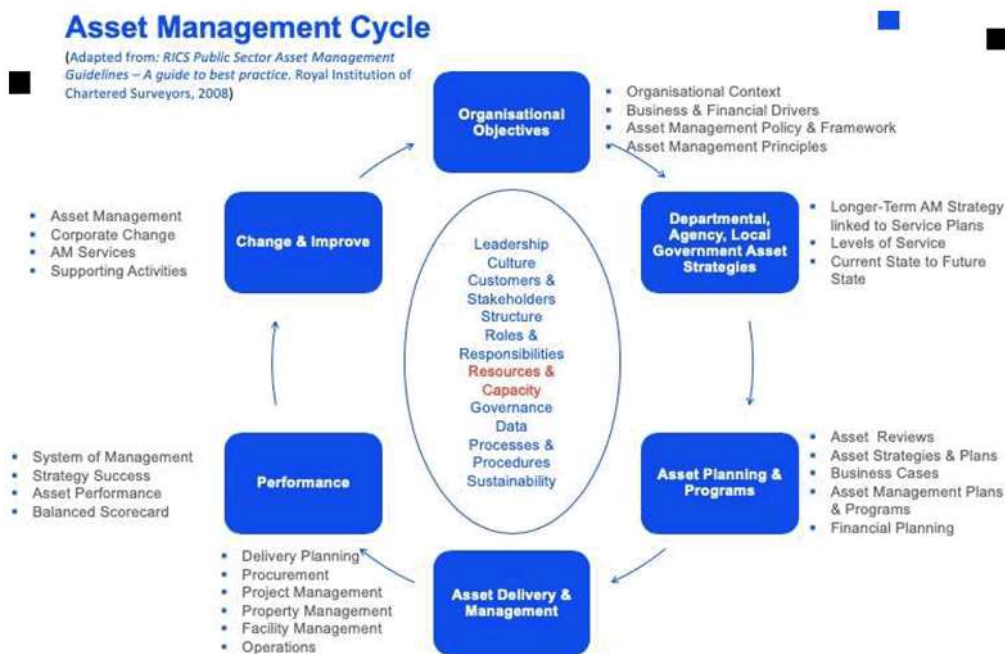 Asset Management Cycle
(Adapted from: RICS Public Sector Asset Management
Guidelines – A guide to best practice. Royal Institution of
Chartered Surveyors, 2008)
Organisational
Objectives
▪ Organisational Context
▪ Business & Financial Drivers
▪ Asset Management Policy & Framework
▪ Asset Management Principles
Departmental,
Agency, Local
Government Asset
Strategies
▪ Longer-Term AM Strategy
linked to Service Plans
▪ Levels of Service
▪ Current State to Future
State
Asset Planning &
Programs
▪ Asset Reviews
▪ Asset Strategies & Plans
▪ Business Cases
▪ Asset Management Plans
& Programs
▪ Financial Planning
Asset Delivery &
Management
▪ Delivery Planning
▪ Procurement
▪ Project Management
▪ Property Management
▪ Facility Management
▪ Operations
Performance
▪ System of Management
▪ Strategy Success
▪ Asset Performance
▪ Balanced Scorecard
Change & Improve
▪ Asset Management
▪ Corporate Change
▪ AM Services
▪ Supporting Activities
Leadership
Culture
Customers &
Stakeholders
Structure
Roles &
Responsibilities
Resources &
Capacity
Governance
Data
Processes &
Procedures
Sustainability